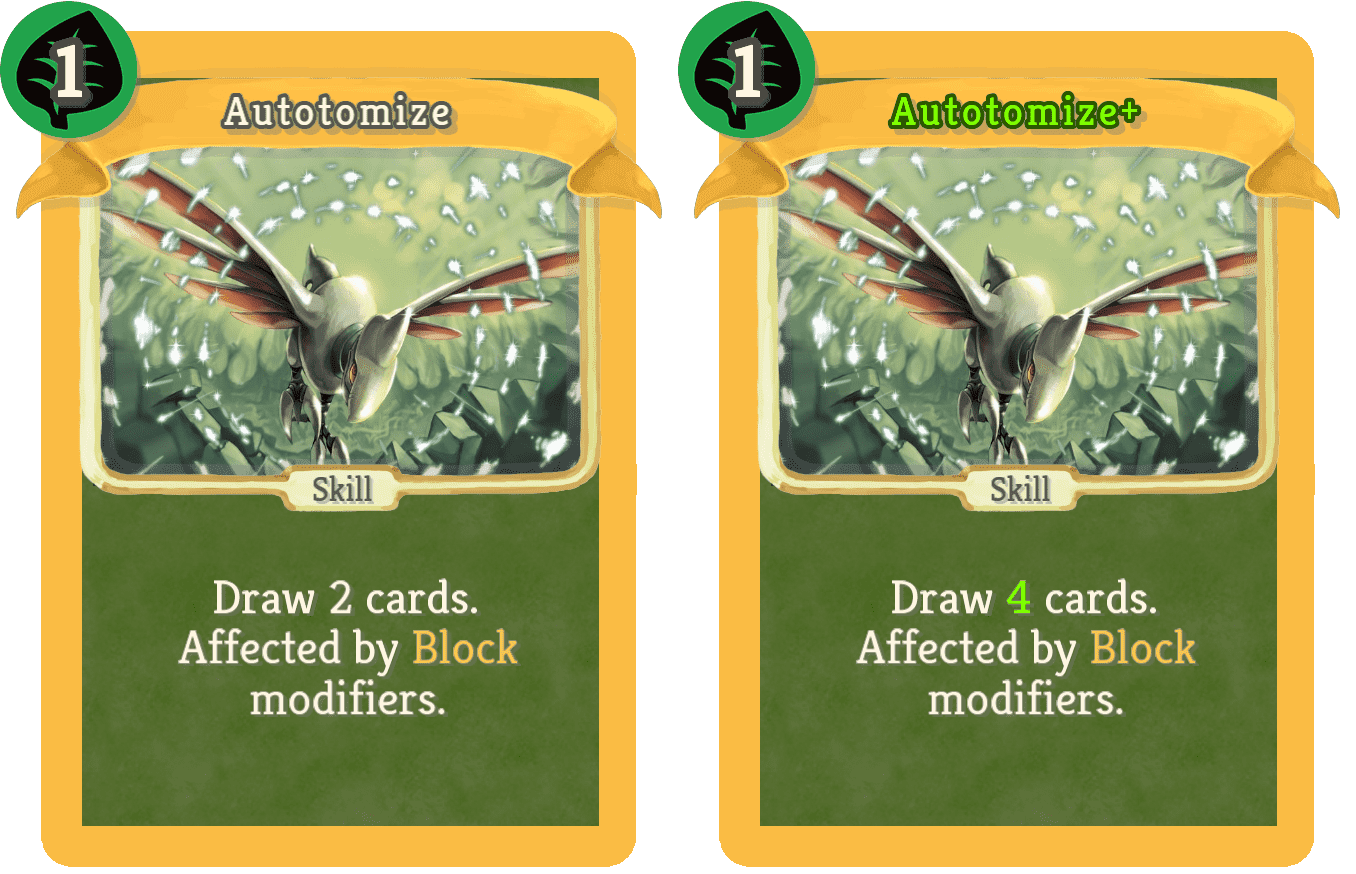 1
Autotomize
Skill
Draw 2 cards.
Affected by Block
modifiers.
1
Autotomize+
Skill
Draw 4 cards.
Affected by Block
modifiers.